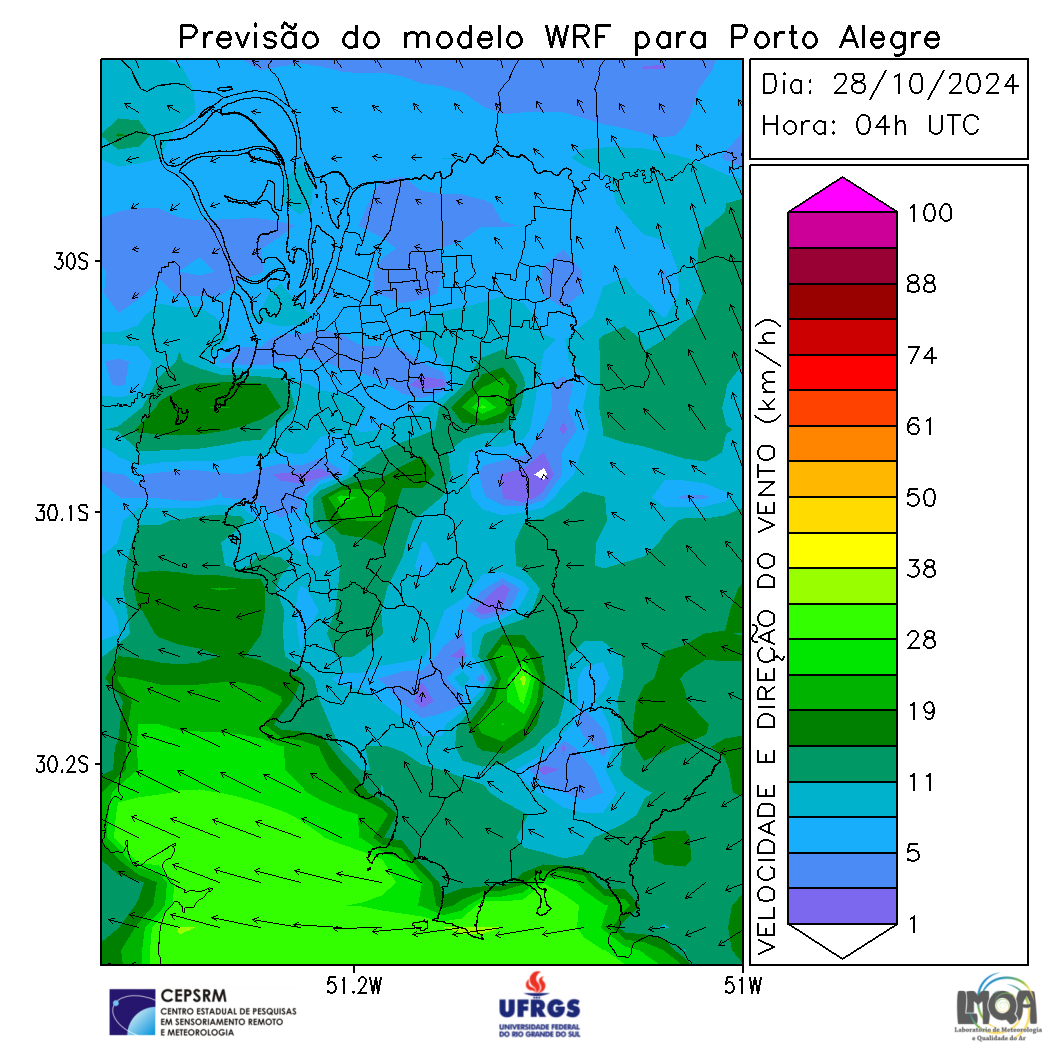 Previsão do modelo WRF para Porto Alegre
Dia: 28/10/2024
Hora: 04h UTC
30S
30.1S
30.2S
51.2W
51W
VELOCIDADE E DIREÇÃO DO VENTO (km/h)
100
88
74
61
50
38
28
19
11
5
1
CEPSRM
CENTRO ESTADUAL DE PESQUISAS
EM SENSORIAMENTO REMOTO
E METEOROLOGIA
UFRGS
UNIVERSIDADE FEDERAL
DO RIO GRANDE DO SUL
LMQA
Laboratório de Meteorologia
e Qualidade do Ar